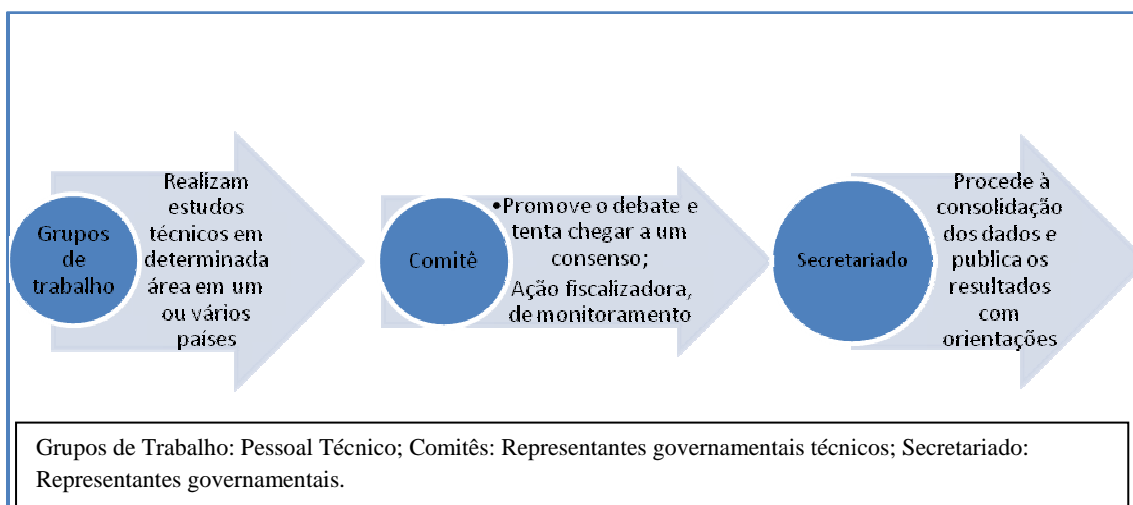 Grupos
de
trabalho
Realizam
estudos
técnicos em
determinada
área em um
ou vários
países
Comitê
•Promove o debate e
tenta chegar a um
consenso;
Ação fiscalizadora,
de monitoramento
Secretariado
Procede à
consolidação
dos dados e
publica os
resultados
com
orientações
Grupos de Trabalho: Pessoal Técnico; Comitês: Representantes governamentais técnicos; Secretariado:
Representantes governamentais.